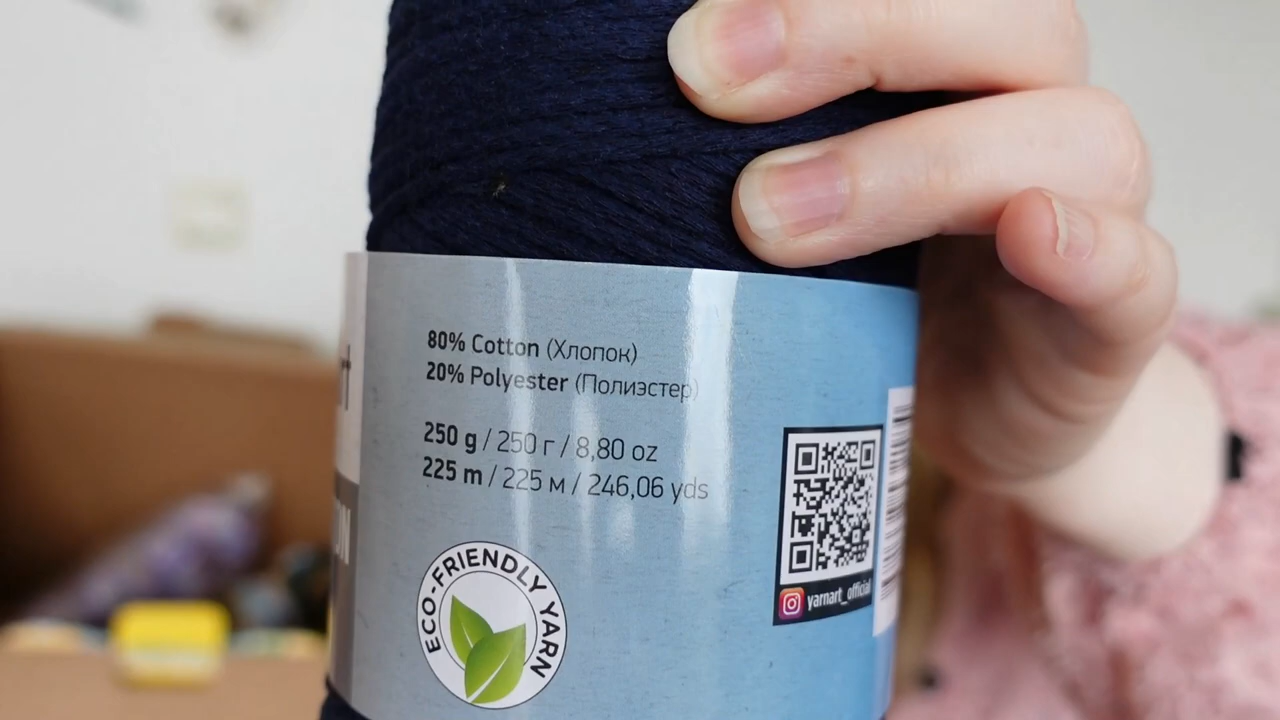 80% Cotton (Хлопок)
20% Polyester (Полиэстер)
250 g / 250 г / 8,80 oz
225 m / 225 м / 246,06 yds
ECO-FRIENDLY YARN
yarnart_official